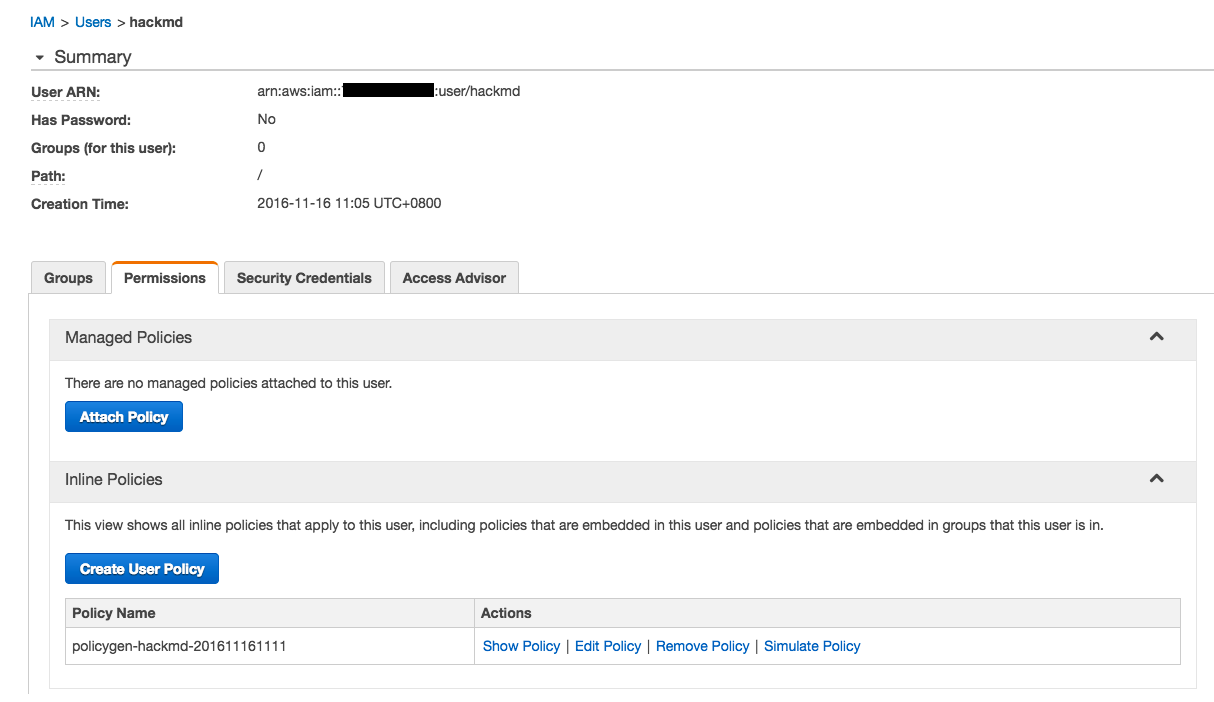 IAM > Users > hackmd
Summary
User ARN: arn:aws:iam:: :user/hackmd
Has Password: No
Groups (for this user): 0
Path: /
Creation Time: 2016-11-16 11:05 UTC+0800
Groups Permissions Security Credentials Access Advisor
Managed Policies
There are no managed policies attached to this user.
Attach Policy
Inline Policies
This view shows all inline policies that apply to this user, including policies that are embedded in this user and policies that are embedded in groups that this user is in.
Create User Policy
Policy Name Actions
policygen-hackmd-201611161111 Show Policy | Edit Policy | Remove Policy | Simulate Policy